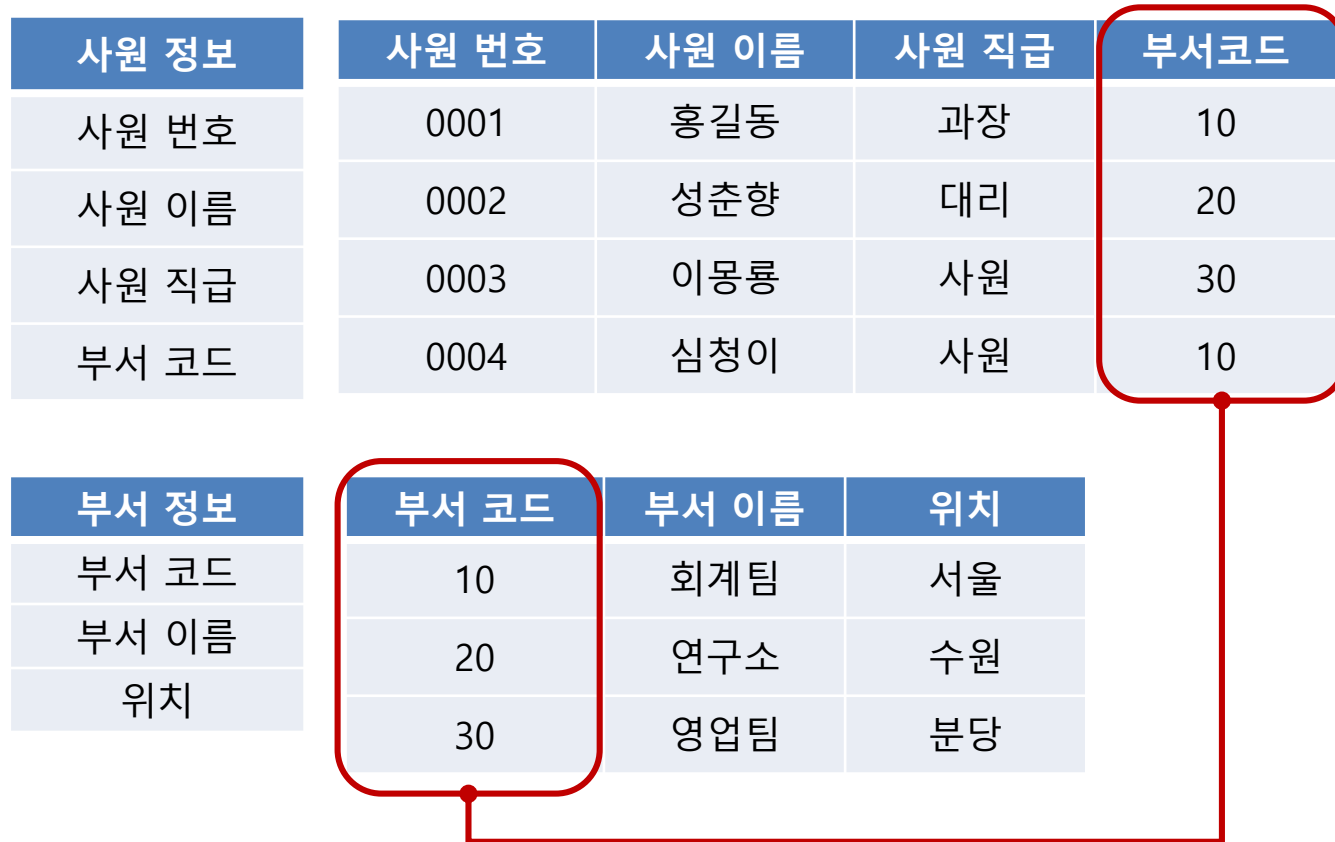 사원 정보
사원 번호
사원 이름
사원 직급
부서 코드
사원 번호 사원 이름 사원 직급 부서코드
0001 홍길동 과장 10
0002 성춘향 대리 20
0003 이몽룡 사원 30
0004 심청이 사원 10
부서 정보
부서 코드
부서 이름
위치
부서 코드 부서 이름 위치
10 회계팀 서울
20 연구소 수원
30 영업팀 분당